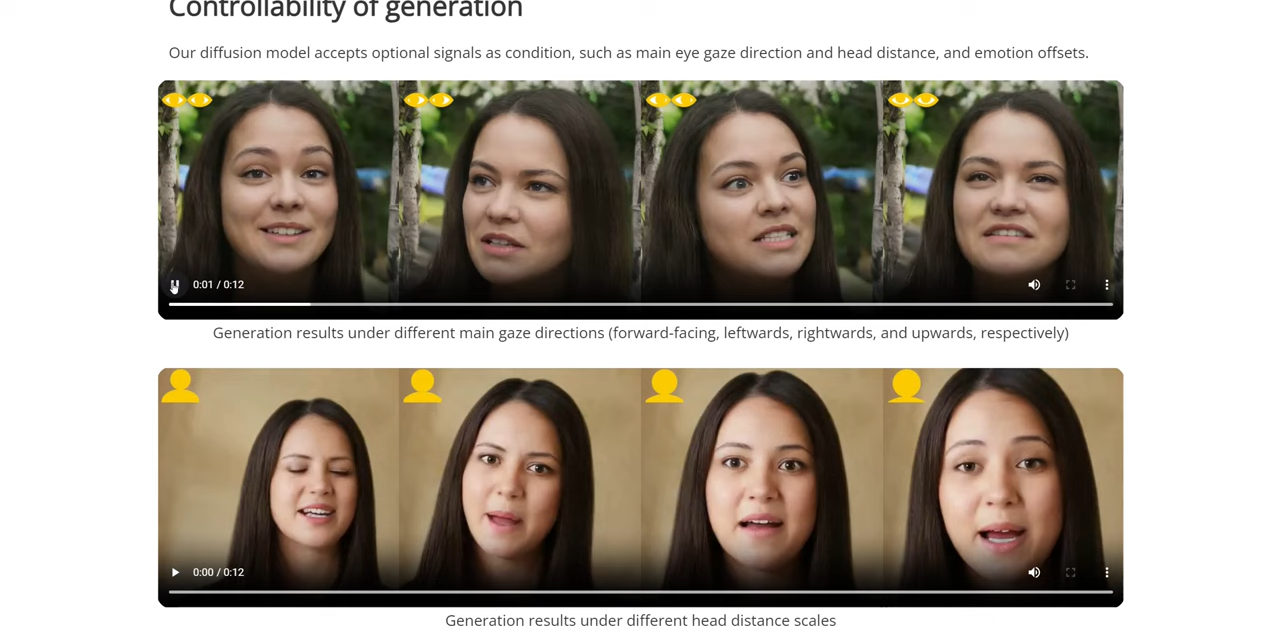 Controllability of generation
Our diffusion model accepts optional signals as condition, such as main eye gaze direction and head distance, and emotion offsets.
0:01 / 0:12
Generation results under different main gaze directions (forward-facing, leftwards, rightwards, and upwards, respectively)
0:00 / 0:12
Generation results under different head distance scales